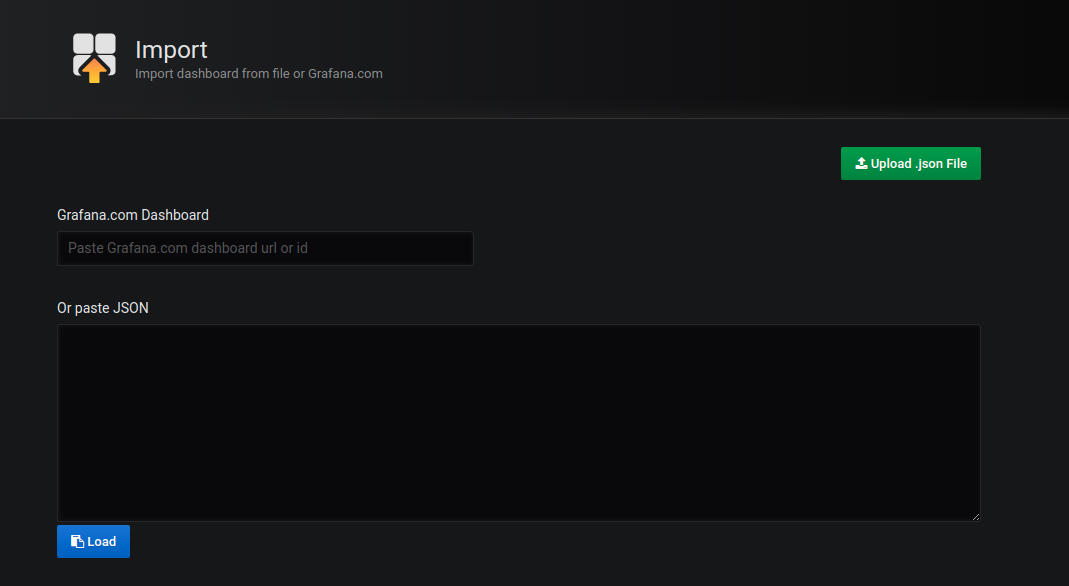 Import
Import dashboard from file or Grafana.com
Upload .json File
Grafana.com Dashboard
Paste Grafana.com dashboard url or id
Or paste JSON
Load